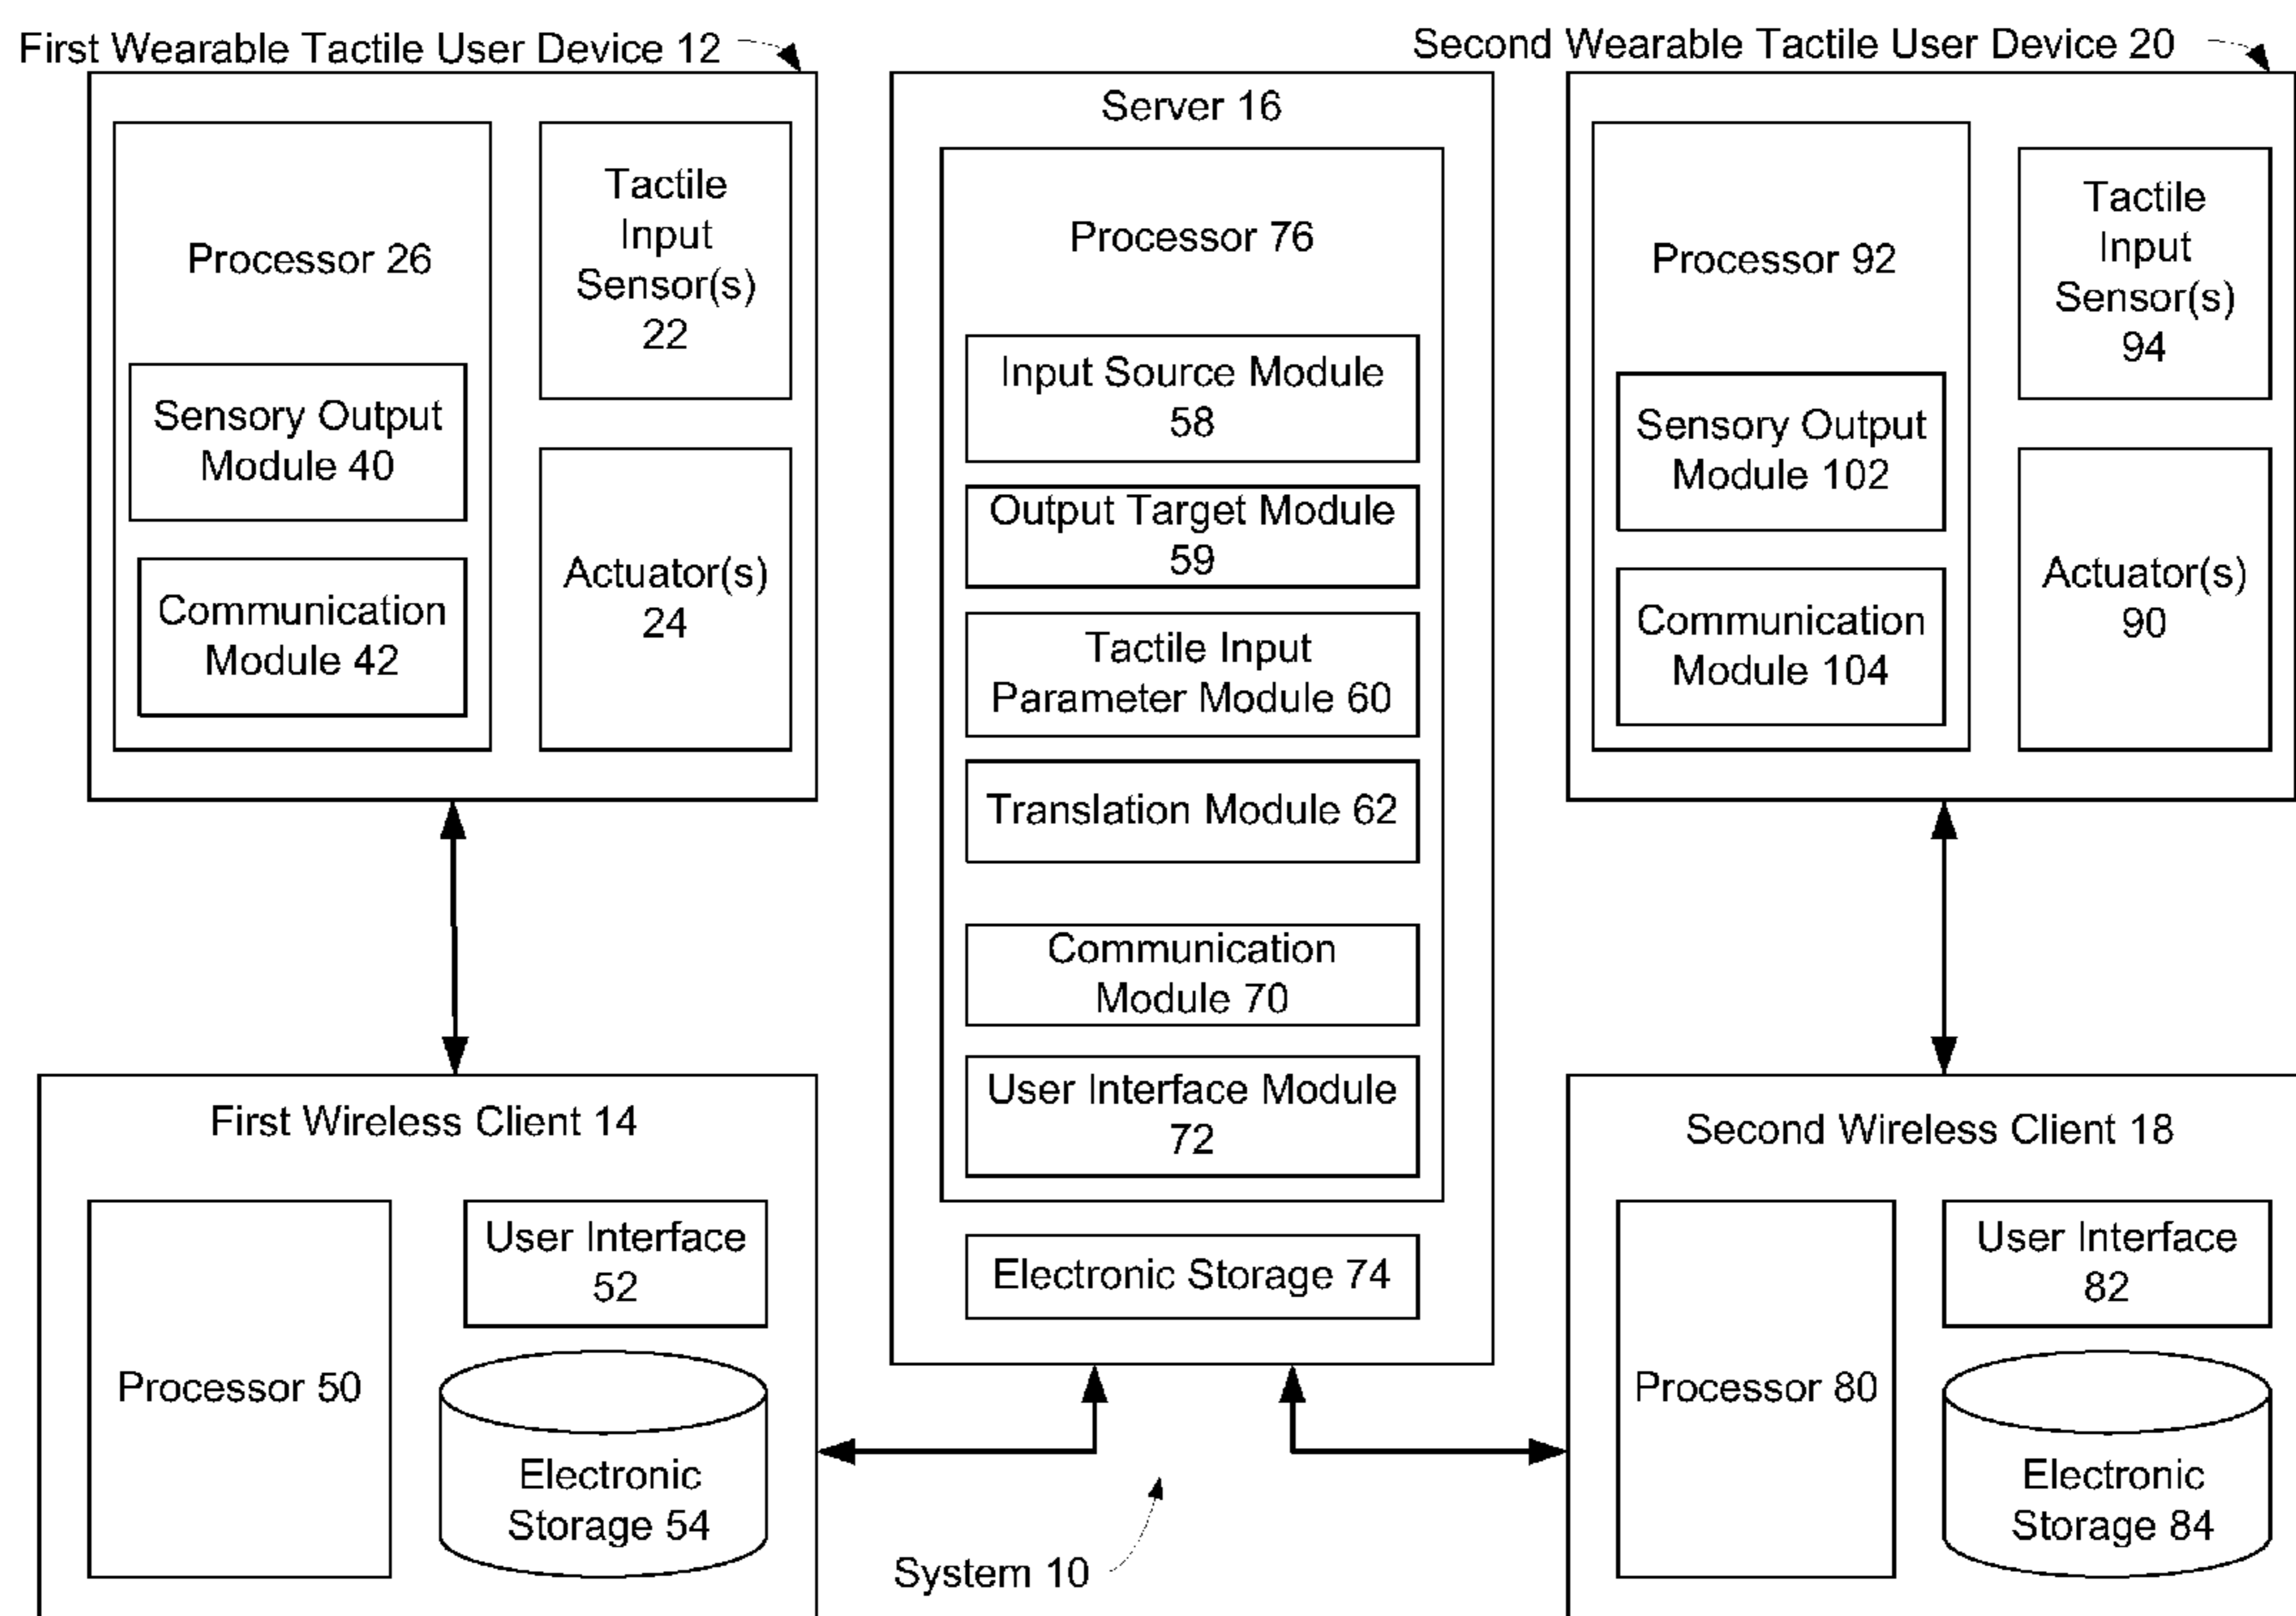 First Wearable Tactile User Device 12
Processor 26
Sensory Output
Module 40
Communication
Module 42
Tactile
Input
Sensor(s)
22
Actuator(s)
24
Server 16
Processor 76
Input Source Module
58
Output Target Module
59
Tactile Input
Parameter Module 60
Translation Module 62
Communication
Module 70
User Interface Module
72
Electronic Storage 74
Second Wearable Tactile User Device 20
Processor 92
Sensory Output
Module 102
Communication
Module 104
Tactile
Input
Sensor(s)
94
Actuator(s)
90
First Wireless Client 14
Processor 50
User Interface
52
Electronic
Storage 54
System 10
Second Wireless Client 18
Processor 80
User Interface
82
Electronic
Storage 84